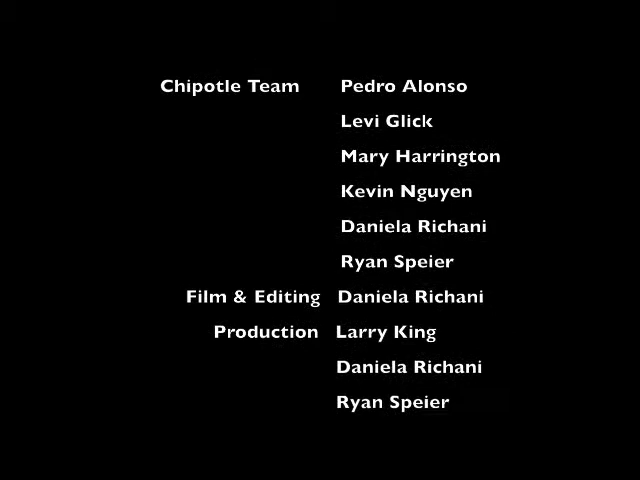 Chipotle Team Pedro Alonso
Levi Glick
Mary Harrington
Kevin Nguyen
Daniela Richani
Ryan Speier
Film & Editing Daniela Richani
Production Larry King
Daniela Richani
Ryan Speier